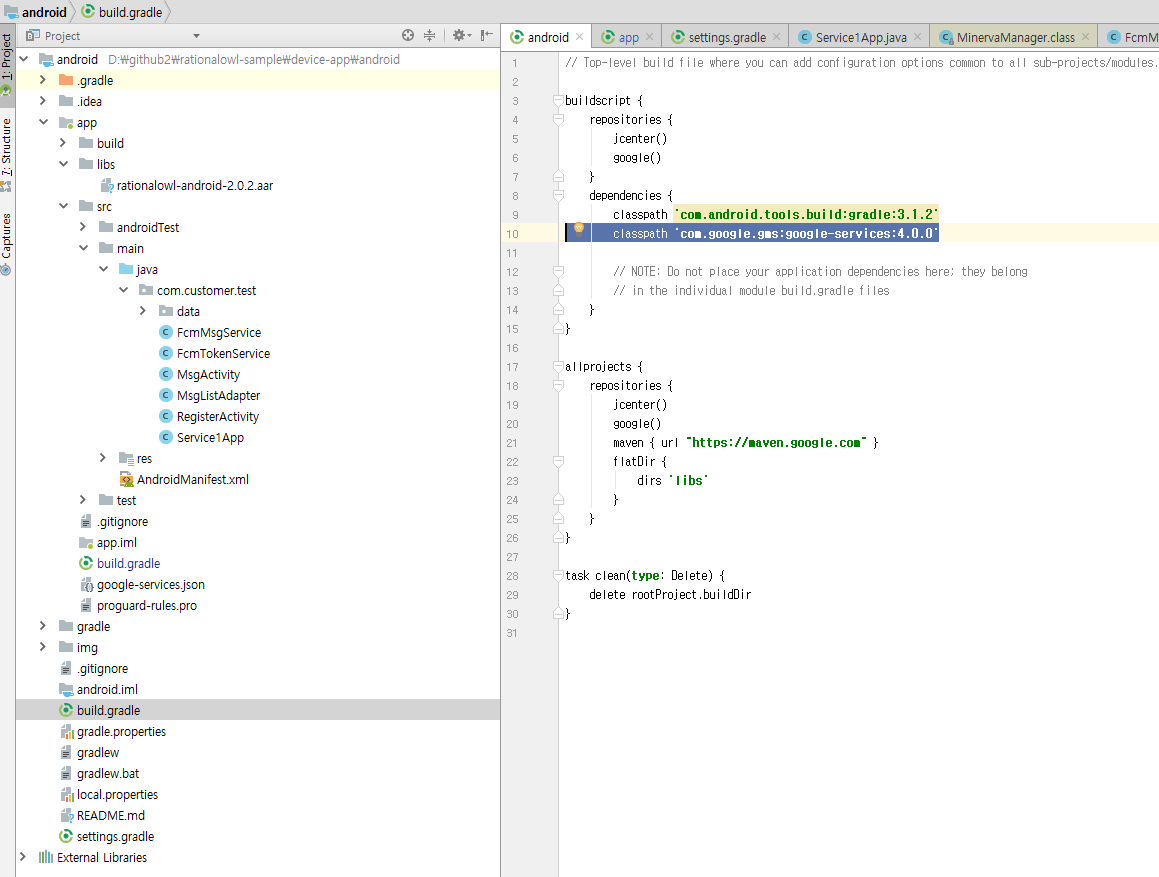 android
build.gradle
1: Project
7: Structure
Captures
Project
android D:₩github2₩rationalowl-sample₩device-app₩android
.gradle
.idea
app
build
libs
rationalowl-android-2.0.2.aar
src
androidTest
main
java
com.customer.test
data
FcmMsgService
FcmTokenService
MsgActivity
MsgListAdapter
RegisterActivity
Service1App
res
AndroidManifest.xml
test
.gitignore
app.iml
build.gradle
google-services.json
proguard-rules.pro
gradle
img
.gitignore
android.iml
build.gradle
gradle.properties
gradlew
gradlew.bat
local.properties
README.md
settings.gradle
External Libraries
android
app
settings.gradle
Service1App.java
MinervaManager.class
FcmM
1 // Top-level build file where you can add configuration options common to all sub-projects/modules.
2
3 buildscript {
4 repositories {
5 jcenter()
6 google()
7 }
8 dependencies {
9 classpath 'com.android.tools.build:gradle:3.1.2'
10 classpath 'com.google.gms:google-services:4.0.0'
11
12 // NOTE: Do not place your application dependencies here; they belong
13 // in the individual module build.gradle files
14 }
15 }
16
17 allprojects {
18 repositories {
19 jcenter()
20 google()
21 maven { url "https://maven.google.com" }
22 flatDir {
23 dirs 'libs'
24 }
25 }
26 }
27
28 task clean(type: Delete) {
29 delete rootProject.buildDir
30 }
31